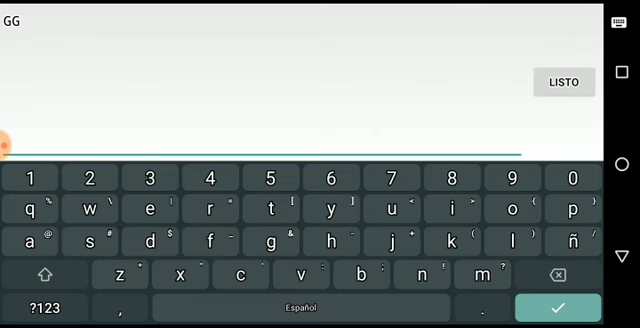 GG
LISTO
1 2 3 4 5 6 7 8 9 0
q % w \ e | r = t [ y ] u < i > o { p }
a @ s # d $ f _ g & h - j + k ( l ) ñ /
z * x " c ' v : b ; n ! m ?
?123 , Español .